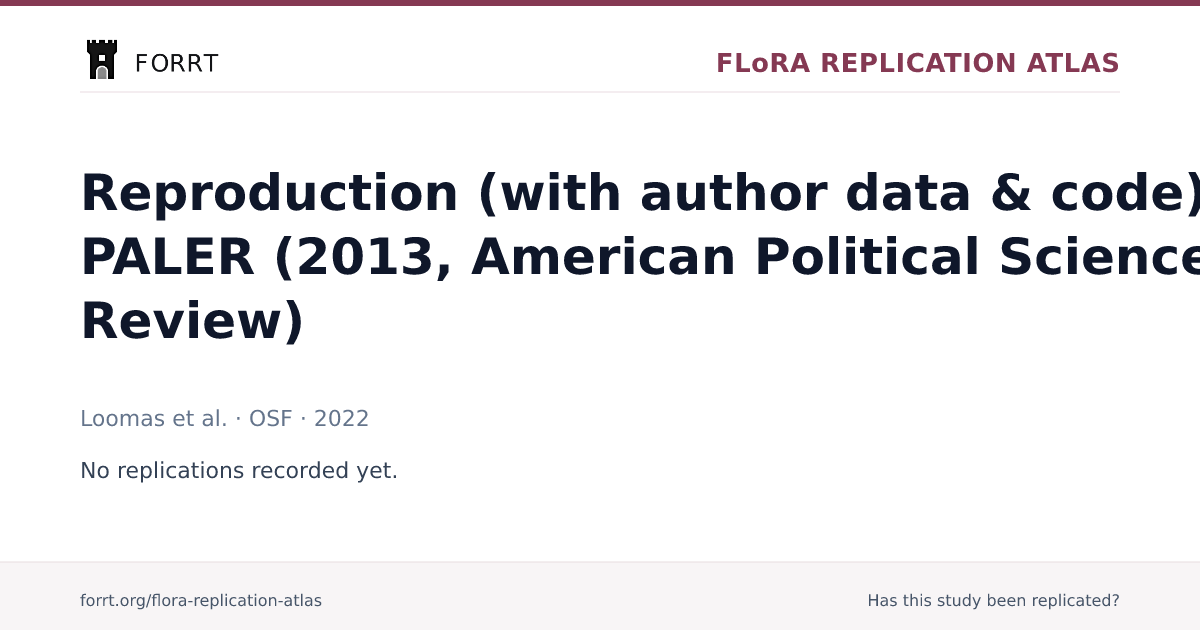 FORRT
FLoRA REPLICATION ATLAS
Reproduction (with author data & code)
PALER (2013, American Political Science
Review)
Loomas et al. · OSF · 2022
No replications recorded yet.
forrt.org/flora-replication-atlas
Has this study been replicated?